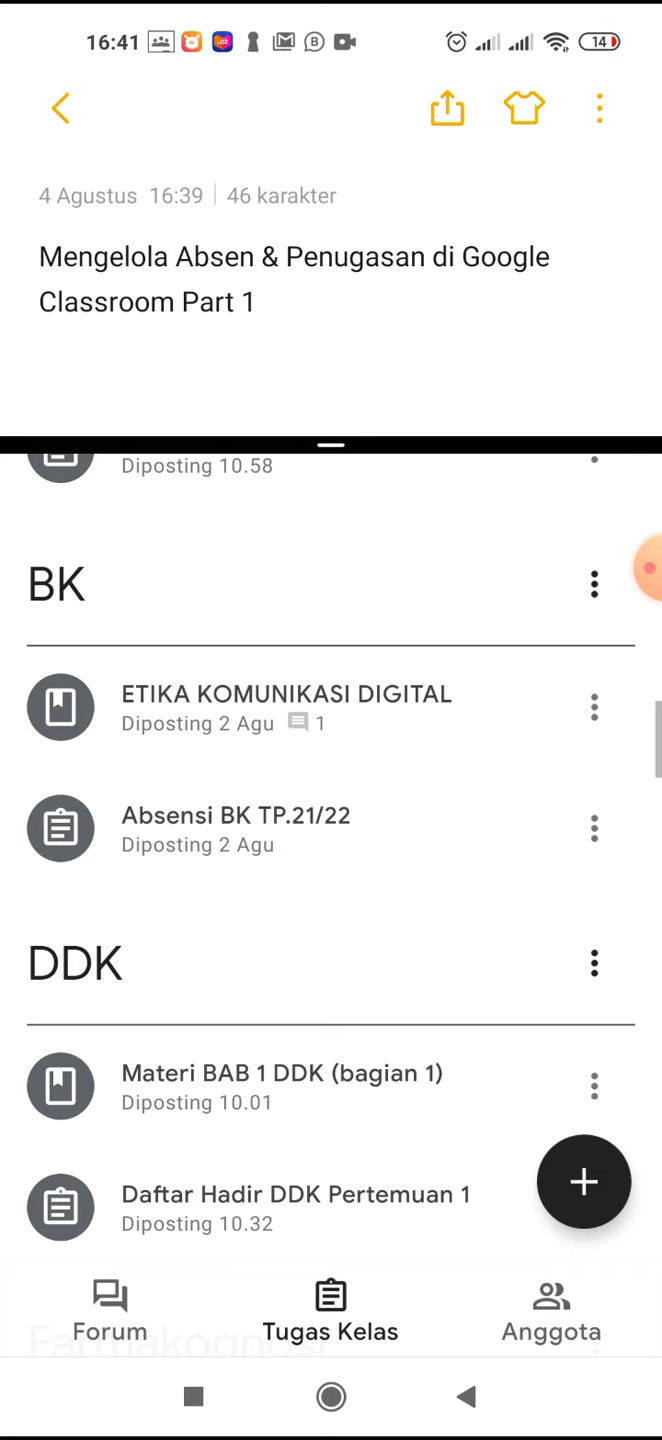 16:41
14
4 Agustus 16:39 | 46 karakter
Mengelola Absen & Penugasan di Google
Classroom Part 1
Diposting 10.58
BK
ETIKA KOMUNIKASI DIGITAL
Diposting 2 Agu 1
Absensi BK TP.21/22
Diposting 2 Agu
DDK
Materi BAB 1 DDK (bagian 1)
Diposting 10.01
Daftar Hadir DDK Pertemuan 1
Diposting 10.32
Farmakognosi
Forum
Tugas Kelas
Anggota